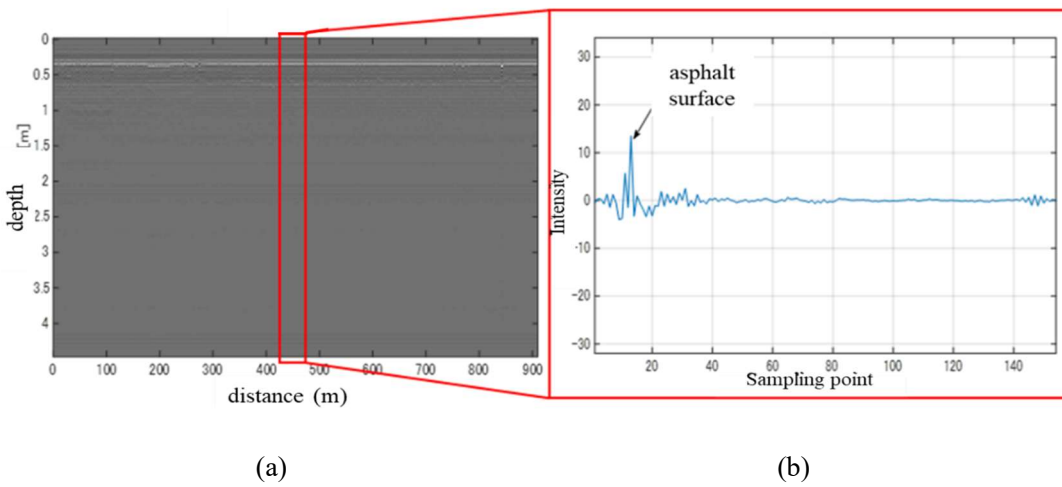 0
0.5
1
1.5
2
2.5
3
3.5
4
depth [m]
0 100 200 300 400 500 600 700 800 900
distance (m)
30
20
10
0
-10
-20
-30
Intensity
asphalt
surface
20 40 60 80 100 120 140
Sampling point
(a) (b)